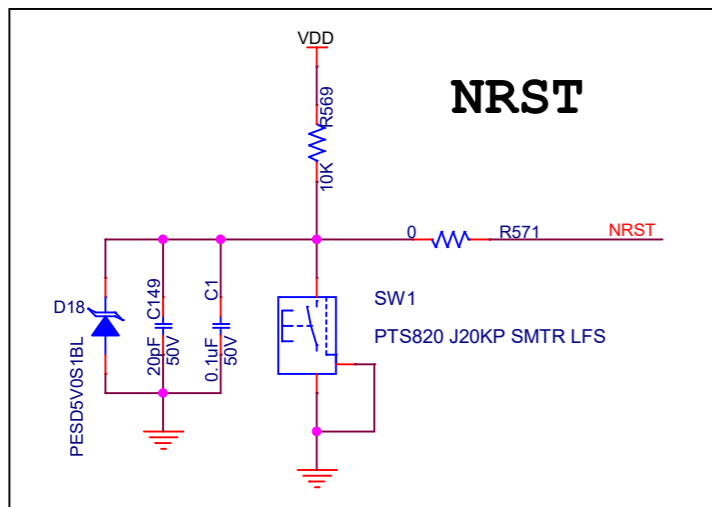 VDD
NRST
R569
10K
0
R571
NRST
D18
C149
C1
SW1
PTS820 J20KP SMTR LFS
20pF
50V
0.1uF
50V
PESD5V0S1BL